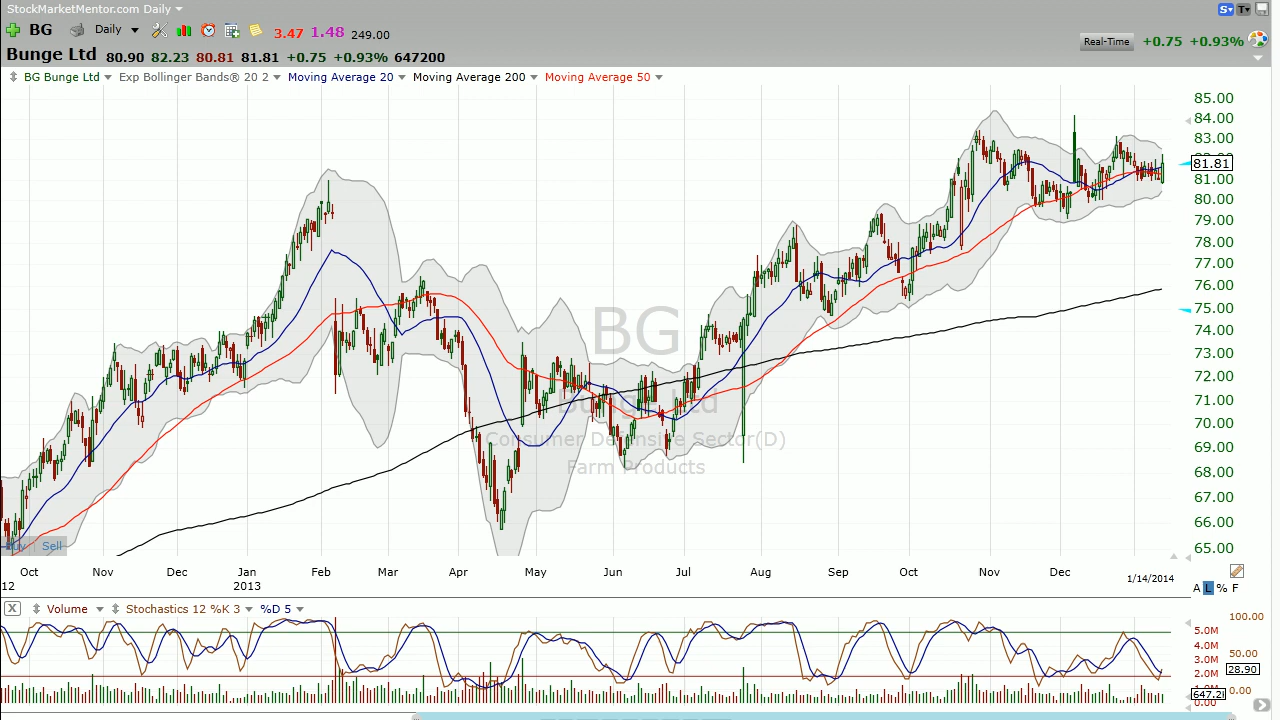 StockMarketMentor.com Daily
S T
BG Daily 3.47 1.48 249.00
Real-Time +0.75 +0.93%
Bunge Ltd 80.90 82.23 80.81 81.81 +0.75 +0.93% 647200
BG Bunge Ltd Exp Bollinger Bands® 20 2 Moving Average 20 Moving Average 200 Moving Average 50
85.00
84.00
83.00
81.81
81.00
80.00
79.00
78.00
77.00
76.00
75.00
74.00
73.00
72.00
71.00
70.00
69.00
68.00
67.00
66.00
65.00
BG
Bunge Ltd
Consumer Defensive Sector(D)
Farm Products
Buy Sell
Oct Nov Dec Jan Feb Mar Apr May Jun Jul Aug Sep Oct Nov Dec
12 2013 1/14/2014
A L % F
X Volume Stochastics 12 %K 3 %D 5
100.00
5.0M
4.0M
3.0M 50.00
2.0M 28.90
647.2
0.00 0.00